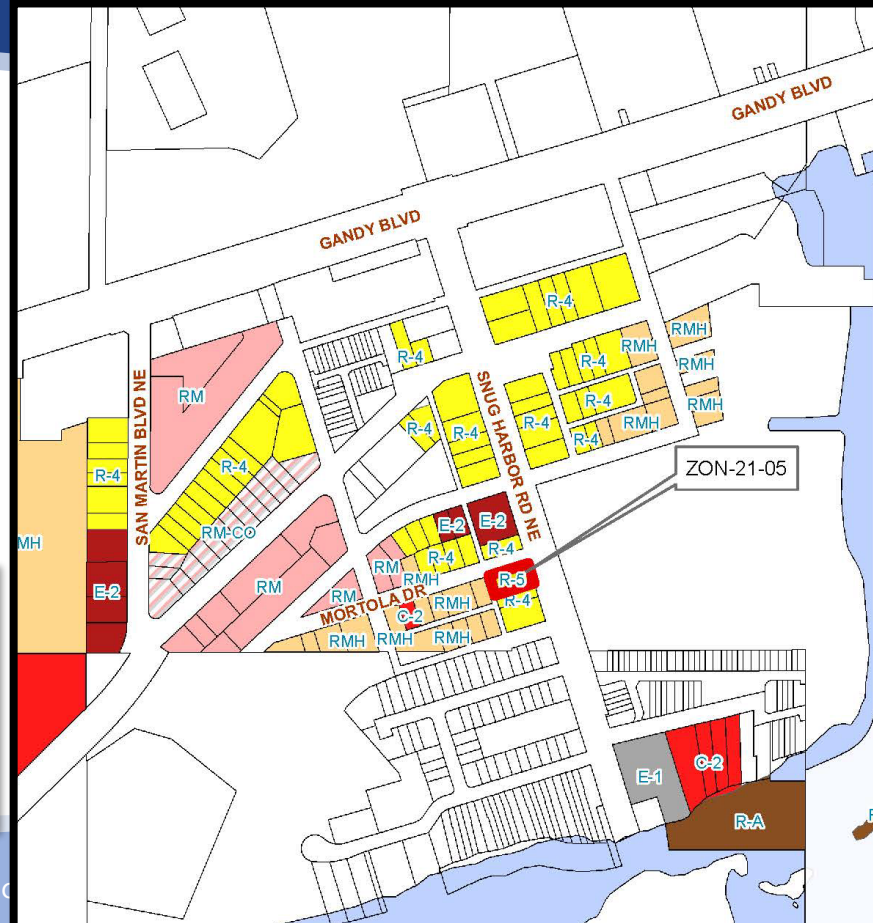 GANDY BLVD
GANDY BLVD
R-4
RMH
R-4
RMH
R-4
RMH
RM
SAN MARTIN BLVD NE
SNUG HARBOR RD NE
R-4
RMH
R-4
R-4
R-4
RMH
R-4
R-4
R-4
ZON-21-05
RM-CO
E-2
E-2
MH
R-4
R-4
RM
RMH
RM
R-5
E-2
RM
R-4
MORTOLA DR
RMH
C-2
RMH
RMH
RMH
C-2
E-1
R-A